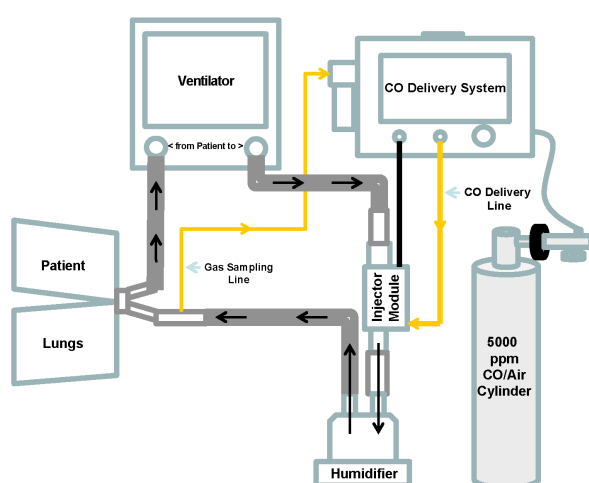 Ventilator
< from Patient to >
CO Delivery System
CO Delivery
Line
Gas Sampling
Line
Patient
Lungs
Injector
Module
5000
ppm
CO/Air
Cylinder
Humidifier